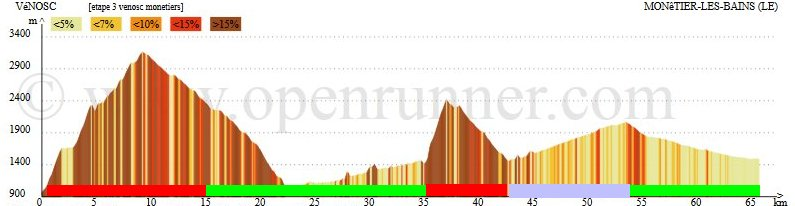 VéNOSC [etape 3 venosc monetiers] MONêTIER-LES-BAINS (LE)
m <5% <7% <10% <15% >15%
3400
2900
2400
1900
1400
900
© www.openrunner.com
0 5 10 15 20 25 30 35 40 45 50 55 60 65 km